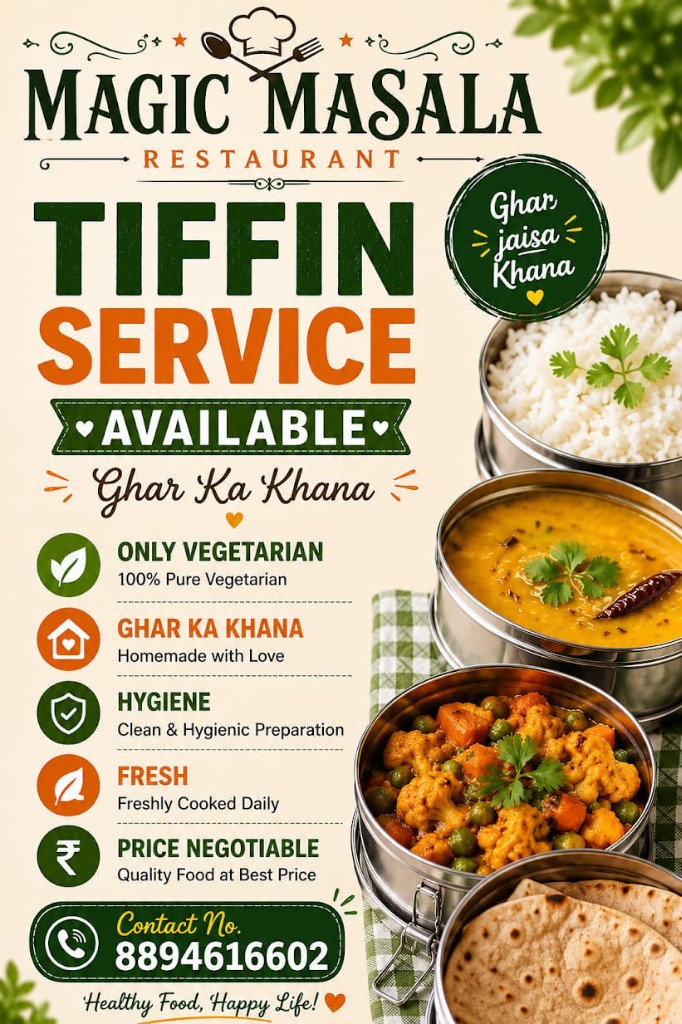 MAGIC MASALA
RESTAURANT
TIFFIN
SERVICE
AVAILABLE
Ghar Ka Khana
Ghar
jaisa
Khana
ONLY VEGETARIAN
100% Pure Vegetarian
GHAR KA KHANA
Homemade with Love
HYGIENE
Clean & Hygienic Preparation
FRESH
Freshly Cooked Daily
₹
PRICE NEGOTIABLE
Quality Food at Best Price
Contact No.
8894616602
Healthy Food, Happy Life!